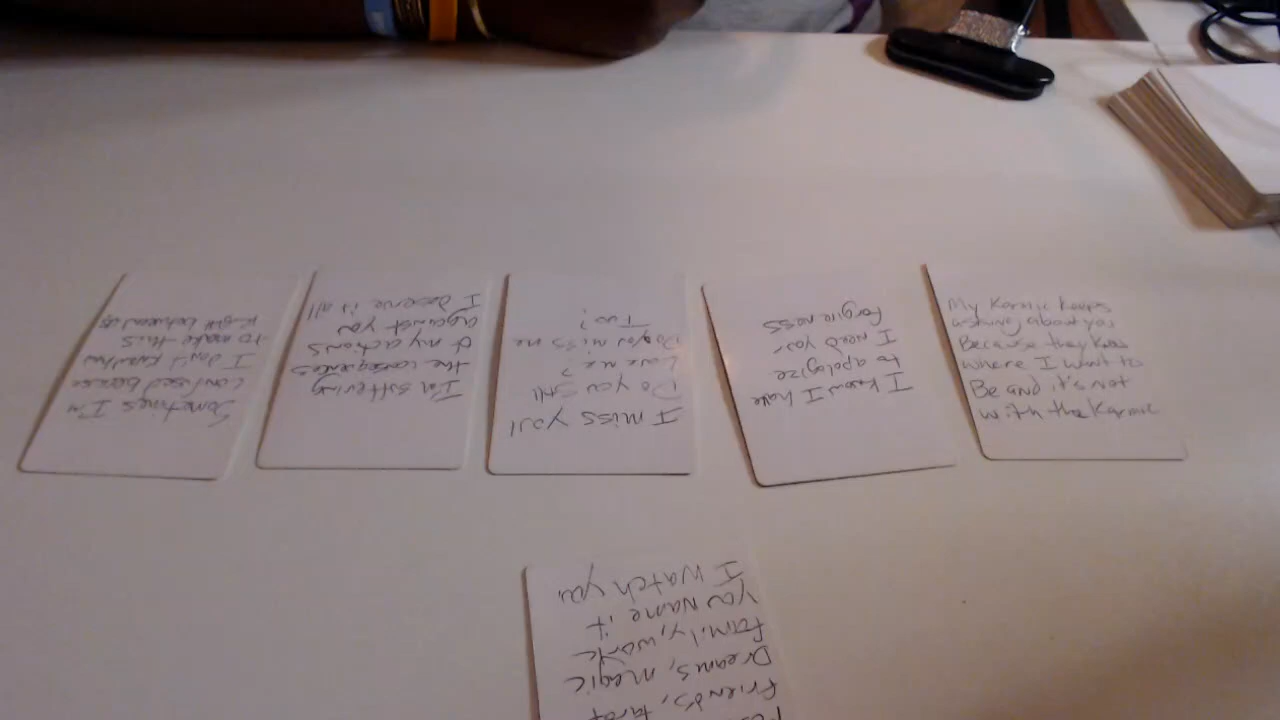 Sometimes I'm
confused because
I don't know how
to make this
Right between us
I'm suffering
the consequences
of my actions
against you
I deserve it all
I miss you!
Do you still
Love me?
Do you miss me
Too?
I know I have
to apologize
I need your
forgiveness
My Karmic keeps
asking about you
Because they know
where I want to
Be and it's not
with the Karmic
friends, tarot
Dreams, magic
family, work
you name it
I watch you